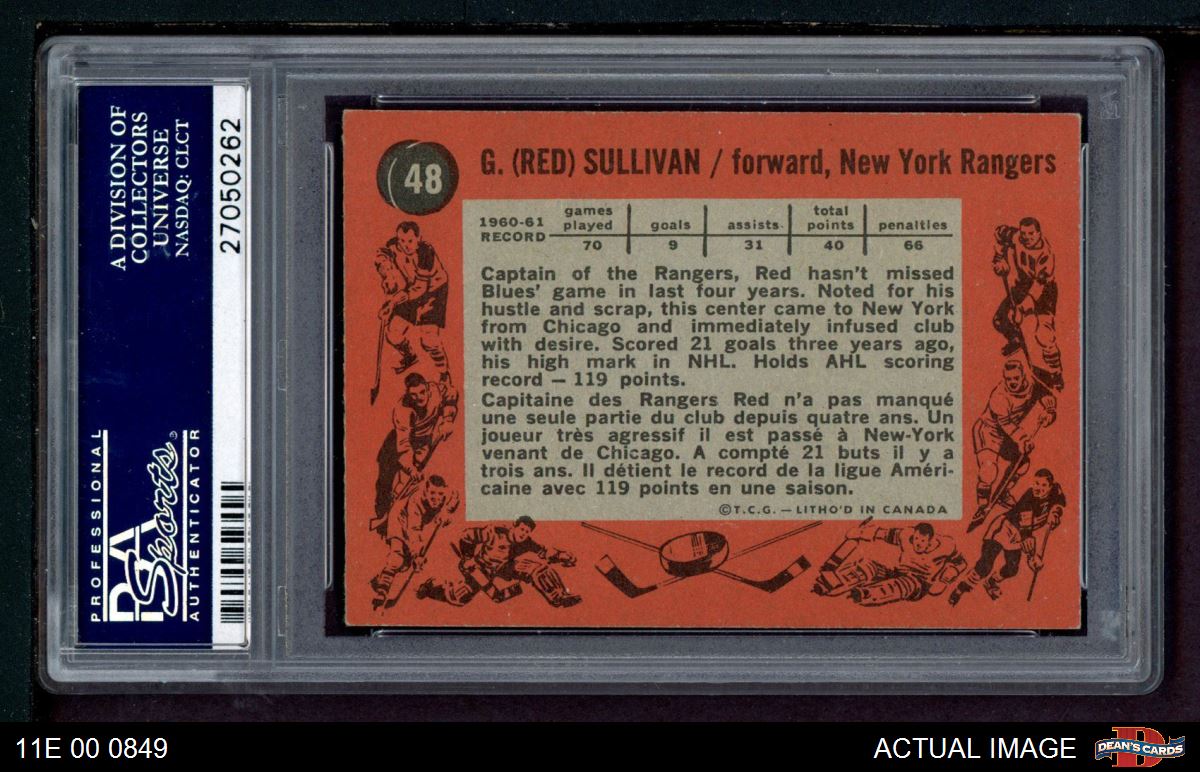 A DIVISION OF
COLLECTORS
UNIVERSE
NASDAQ: CLCT
27050262
PROFESSIONAL
PSA
Sports
AUTHENTICATOR
48
G. (RED) SULLIVAN / forward, New York Rangers
1960-61 RECORD
games played goals assists total points penalties
70 9 31 40 66
Captain of the Rangers, Red hasn't missed
Blues' game in last four years. Noted for his
hustle and scrap, this center came to New York
from Chicago and immediately infused club
with desire. Scored 21 goals three years ago,
his high mark in NHL. Holds AHL scoring
record — 119 points.
Capitaine des Rangers Red n'a pas manqué
une seule partie du club depuis quatre ans. Un
joueur très agressif il est passé à New-York
venant de Chicago. A compté 21 buts il y a
trois ans. Il détient le record de la ligue Améri-
caine avec 119 points en une saison.
©T.C.G. — LITHO'D IN CANADA
11E 00 0849
ACTUAL IMAGE
D
DEAN'S CARDS